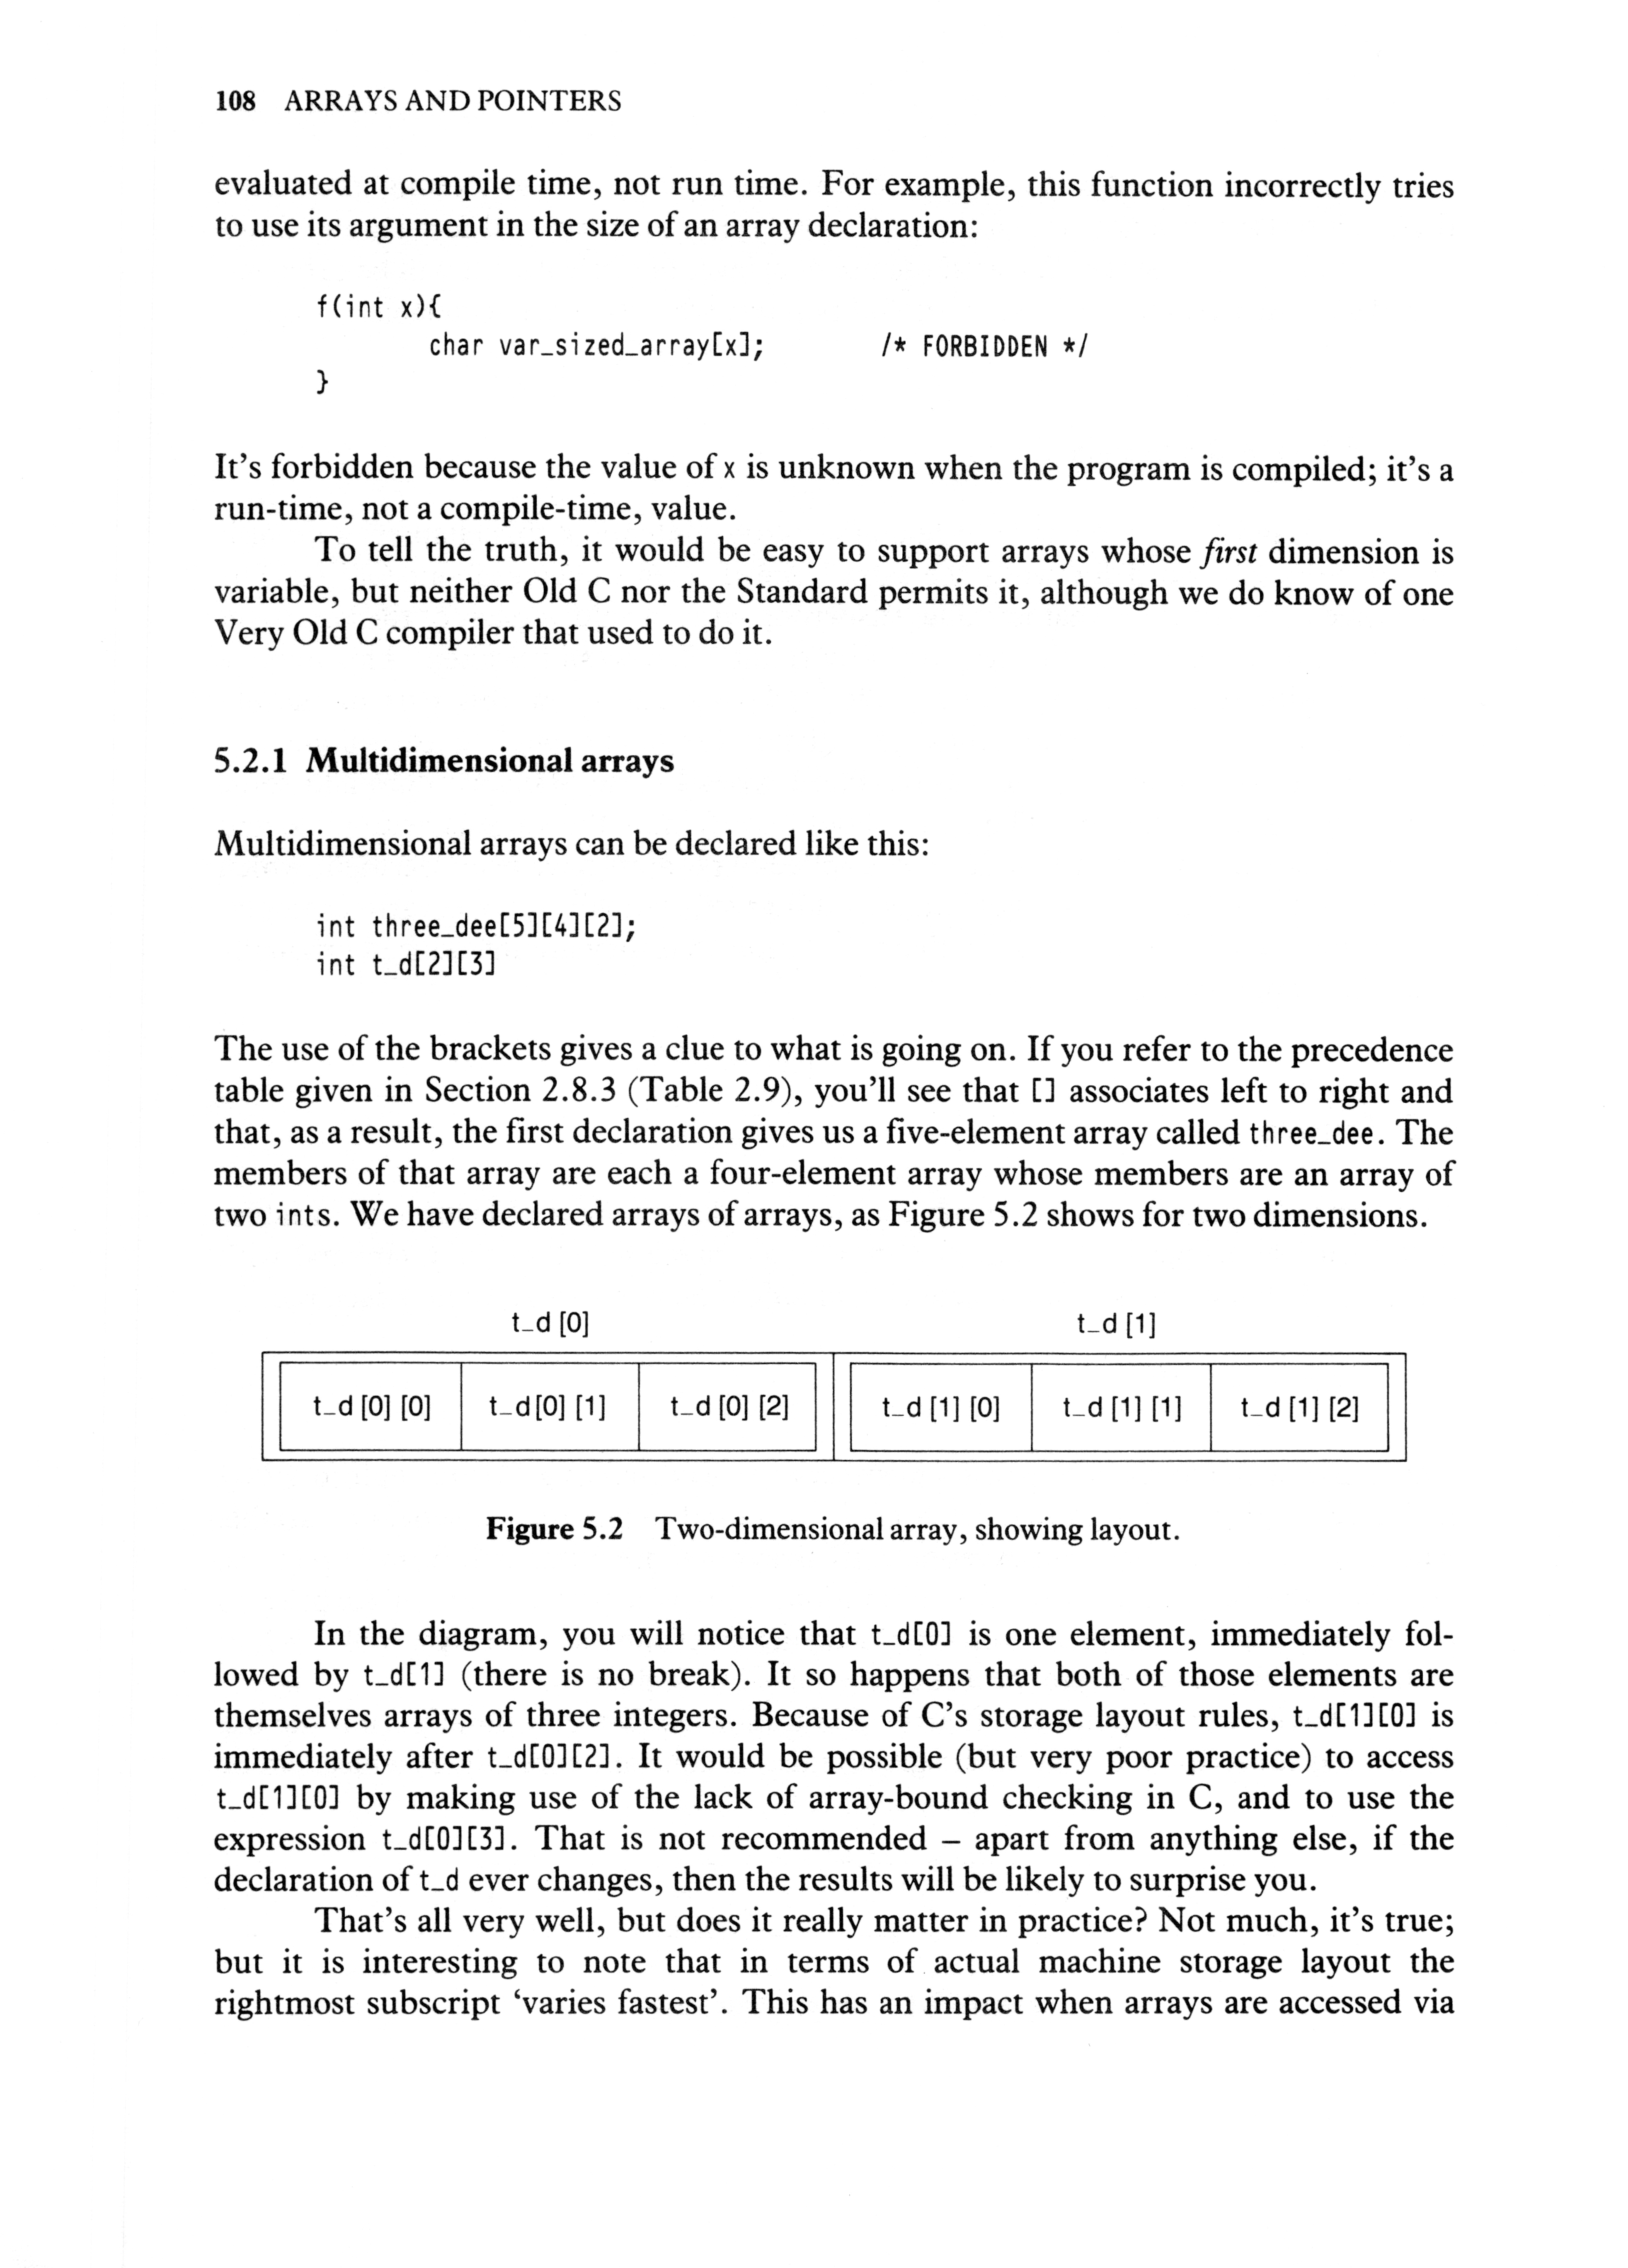 108 ARRAYS AND POINTERS
evaluated at compile time, not run time. For example, this function incorrectly tries
to use its argument in the size of an array declaration:
f(int x){
char var_sized_array[x]; /* FORBIDDEN */
}
It's forbidden because the value of x is unknown when the program is compiled; it's a
run-time, not a compile-time, value.
To tell the truth, it would be easy to support arrays whose first dimension is
variable, but neither Old C nor the Standard permits it, although we do know of one
Very Old C compiler that used to do it.
5.2.1 Multidimensional arrays
Multidimensional arrays can be declared like this:
int three_dee[5][4][2];
int t_d[2][3]
The use of the brackets gives a clue to what is going on. If you refer to the precedence
table given in Section 2.8.3 (Table 2.9), you'll see that [] associates left to right and
that, as a result, the first declaration gives us a five-element array called three_dee. The
members of that array are each a four-element array whose members are an array of
two ints. We have declared arrays of arrays, as Figure 5.2 shows for two dimensions.
t_d [0] t_d [1]
t_d [0] [0] t_d [0] [1] t_d [0] [2] t_d [1] [0] t_d [1] [1] t_d [1] [2]
Figure 5.2 Two-dimensional array, showing layout.
In the diagram, you will notice that t_d[0] is one element, immediately fol-
lowed by t_d[1] (there is no break). It so happens that both of those elements are
themselves arrays of three integers. Because of C's storage layout rules, t_d[1][0] is
immediately after t_d[0][2]. It would be possible (but very poor practice) to access
t_d[1][0] by making use of the lack of array-bound checking in C, and to use the
expression t_d[0][3]. That is not recommended – apart from anything else, if the
declaration of t_d ever changes, then the results will be likely to surprise you.
That's all very well, but does it really matter in practice? Not much, it's true;
but it is interesting to note that in terms of actual machine storage layout the
rightmost subscript 'varies fastest'. This has an impact when arrays are accessed via